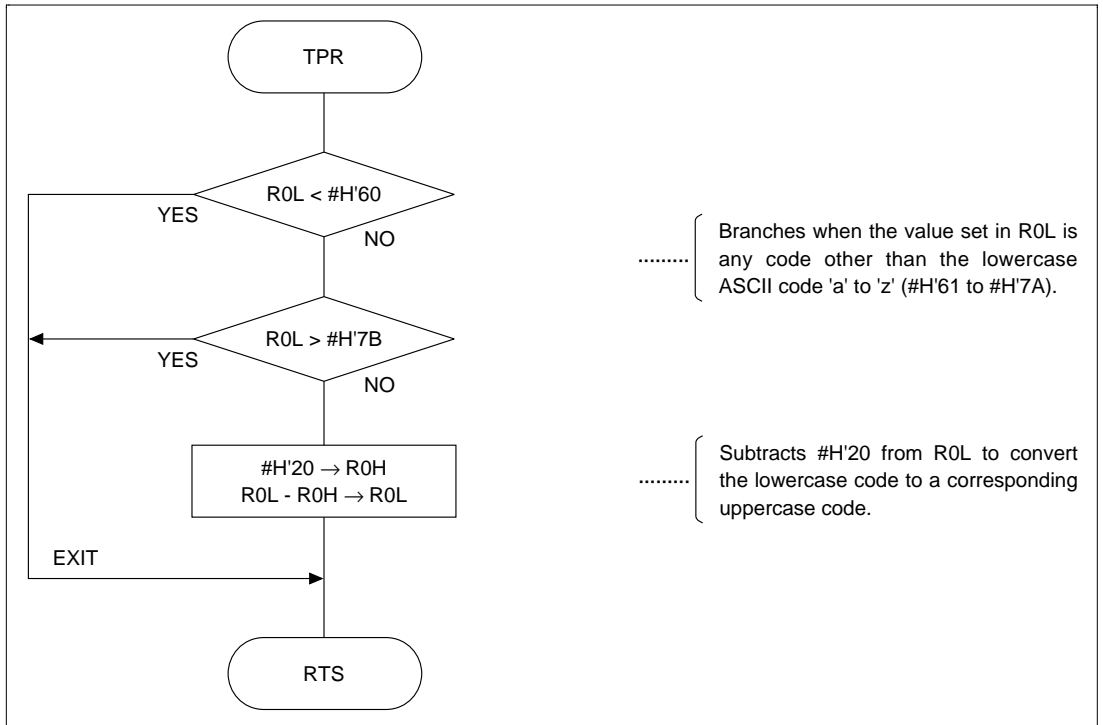 TPR
R0L < #H'60
YES
NO
Branches when the value set in R0L is
any code other than the lowercase
ASCII code 'a' to 'z' (#H'61 to #H'7A).
R0L > #H'7B
YES
NO
#H'20 → R0H
R0L - R0H → R0L
Subtracts #H'20 from R0L to convert
the lowercase code to a corresponding
uppercase code.
EXIT
RTS